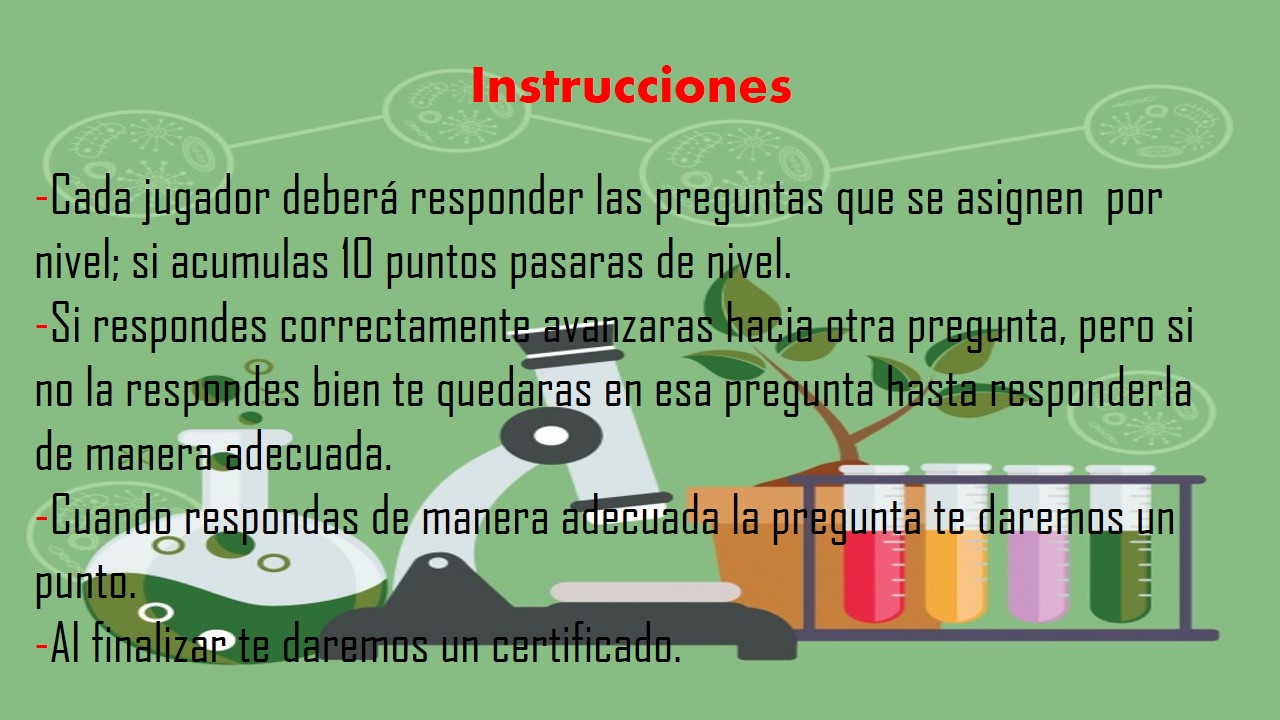 Instrucciones
-Cada jugador deberá responder las preguntas que se asignen  por
nivel; si acumulas 10 puntos pasaras de nivel.
-Si respondes correctamente avanzaras hacia otra pregunta, pero si
no la respondes bien te quedaras en esa pregunta hasta responderla
de manera adecuada.
-Cuando respondas de manera adecuada la pregunta te daremos un
punto.
-Al finalizar te daremos un certificado.